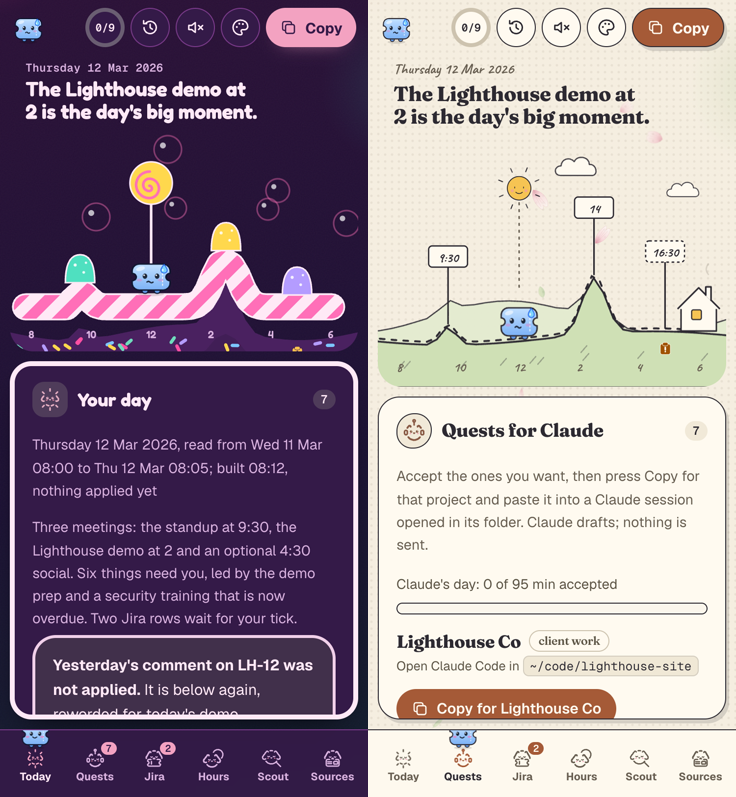 0/9
Copy
Thursday 12 Mar 2026
The Lighthouse demo at
2 is the day's big moment.
8 10 12 2 4 6
Your day
7
Thursday 12 Mar 2026, read from Wed 11 Mar
08:00 to Thu 12 Mar 08:05; built 08:12,
nothing applied yet
Three meetings: the standup at 9:30, the
Lighthouse demo at 2 and an optional 4:30
social. Six things need you, led by the demo
prep and a security training that is now
overdue. Two Jira rows wait for your tick.
Yesterday's comment on LH-12 was
not applied. It is below again,
reworded for today's demo
7
2
Today Quests Jira Hours Scout Sources
0/9
Copy
Thursday 12 Mar 2026
The Lighthouse demo at
2 is the day's big moment.
14
9:30
16:30
8 10 12 2 4 6
Quests for Claude
7
Accept the ones you want, then press Copy for
that project and paste it into a Claude session
opened in its folder. Claude drafts; nothing is
sent.
Claude's day: 0 of 95 min accepted
Lighthouse Co client work
Open Claude Code in ~/code/lighthouse-site
Copy for Lighthouse Co
2
Today Quests Jira Hours Scout Sources